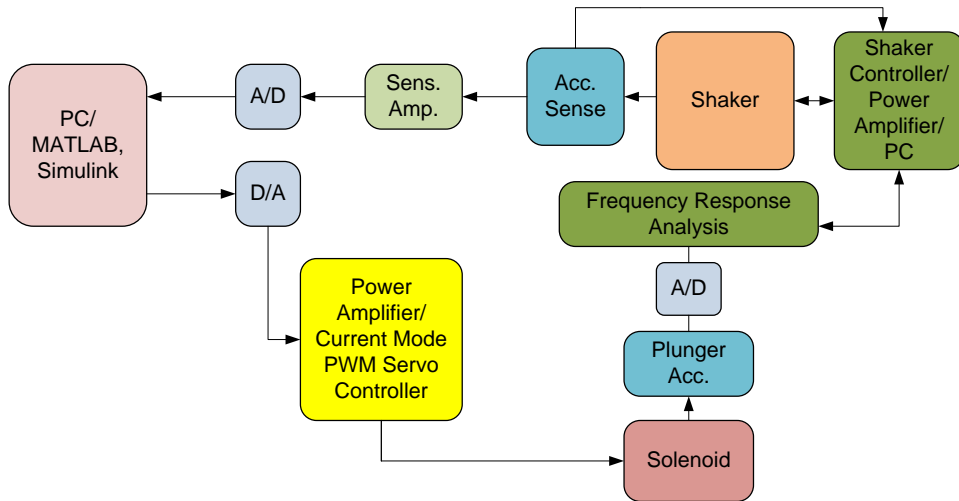 PC/
MATLAB,
Simulink
A/D
Sens.
Amp.
Acc.
Sense
Shaker
Shaker
Controller/
Power
Amplifier/
PC
D/A
Frequency Response
Analysis
A/D
Power
Amplifier/
Current Mode
PWM Servo
Controller
Plunger
Acc.
Solenoid